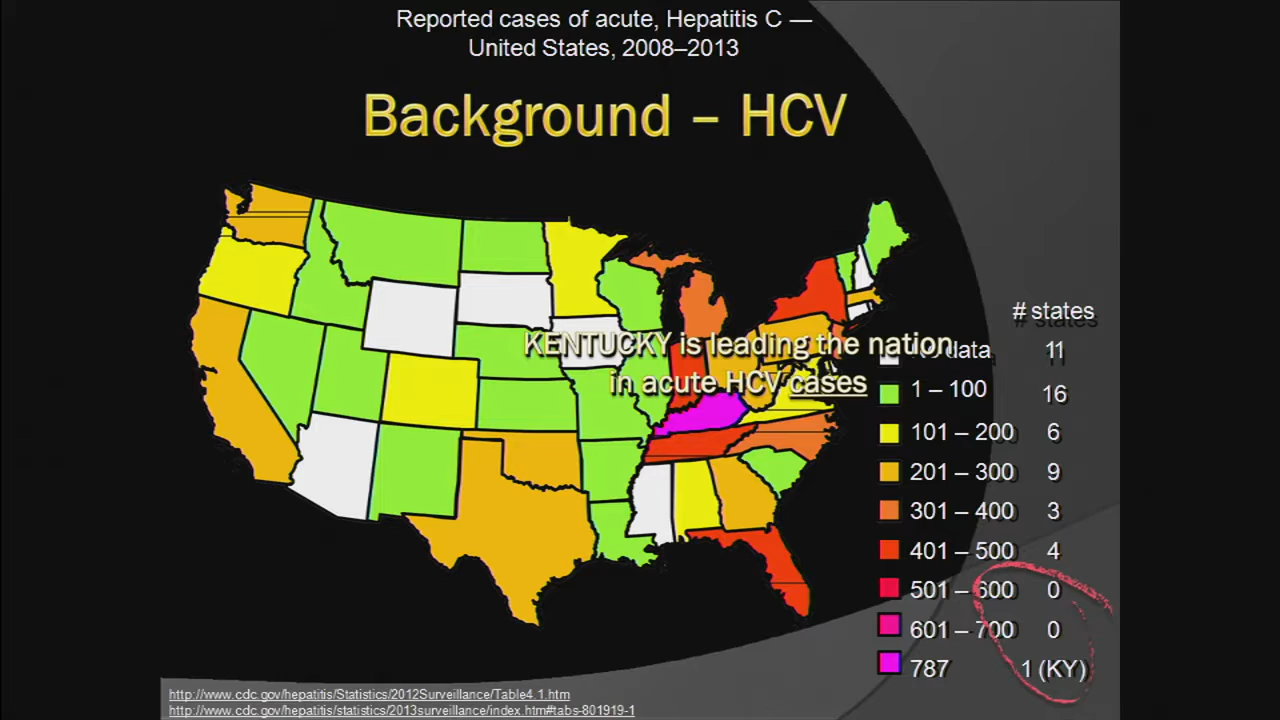 Reported cases of acute, Hepatitis C —
United States, 2008–2013
Background – HCV
KENTUCKY is leading the nation
in acute HCV cases
# states
data 11
1 – 100 16
101 – 200 6
201 – 300 9
301 – 400 3
401 – 500 4
501 – 600 0
601 – 700 0
787 1 (KY)
http://www.cdc.gov/hepatitis/Statistics/2012Surveillance/Table4.1.htm
http://www.cdc.gov/hepatitis/statistics/2013surveillance/index.htm#tabs-801919-1